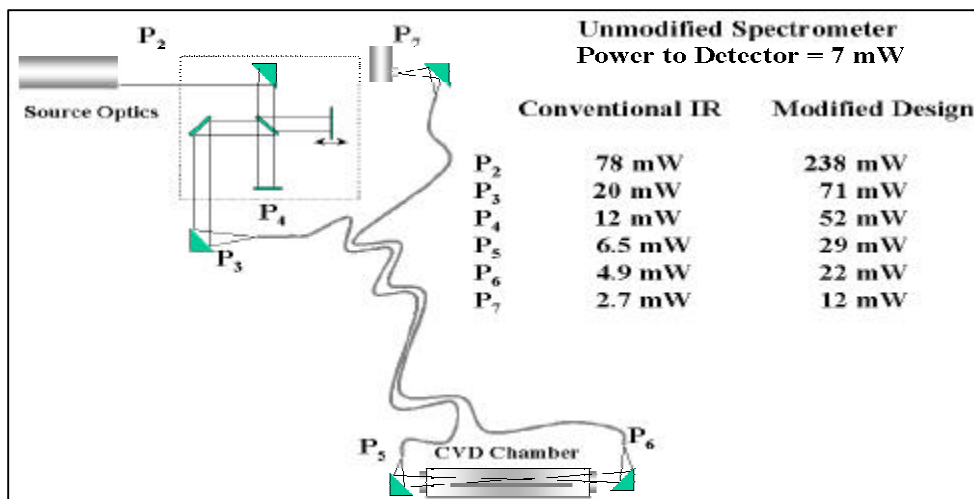 Unmodified Spectrometer
Power to Detector = 7 mW
Conventional IR Modified Design
P₂ 78 mW 238 mW
P₃ 20 mW 71 mW
P₄ 12 mW 52 mW
P₅ 6.5 mW 29 mW
P₆ 4.9 mW 22 mW
P₇ 2.7 mW 12 mW
P₂
P₇
Source Optics
P₄
P₃
P₅
CVD Chamber
P₆